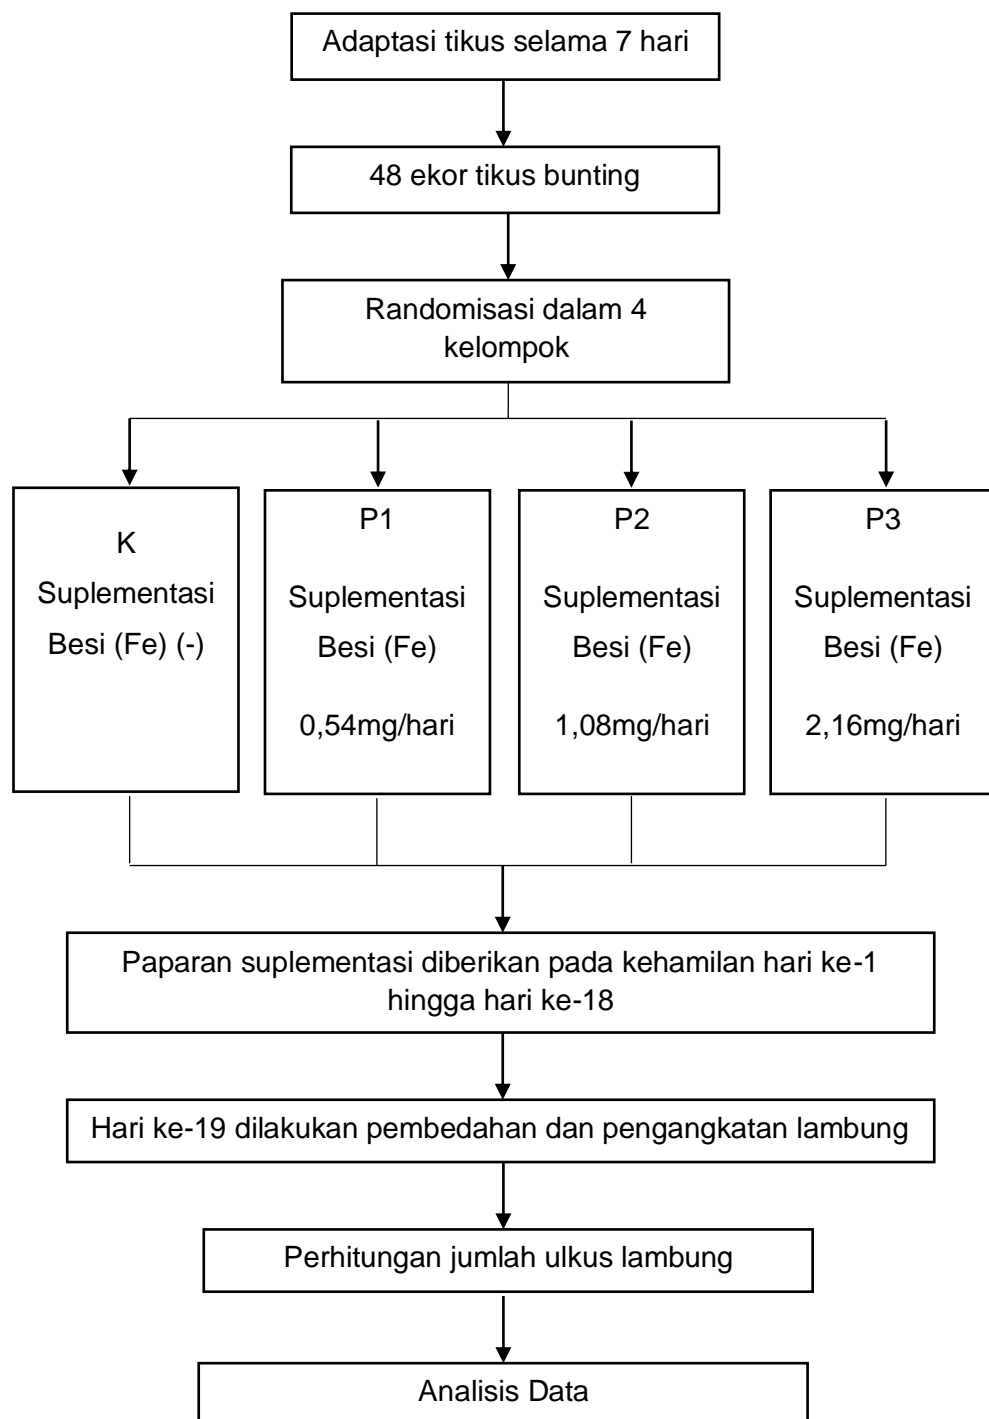 Adaptasi tikus selama 7 hari
48 ekor tikus bunting
Randomisasi dalam 4
kelompok
K
Suplementasi
Besi (Fe) (-)
P1
Suplementasi
Besi (Fe)
0,54mg/hari
P2
Suplementasi
Besi (Fe)
1,08mg/hari
P3
Suplementasi
Besi (Fe)
2,16mg/hari
Paparan suplementasi diberikan pada kehamilan hari ke-1
hingga hari ke-18
Hari ke-19 dilakukan pembedahan dan pengangkatan lambung
Perhitungan jumlah ulkus lambung
Analisis Data